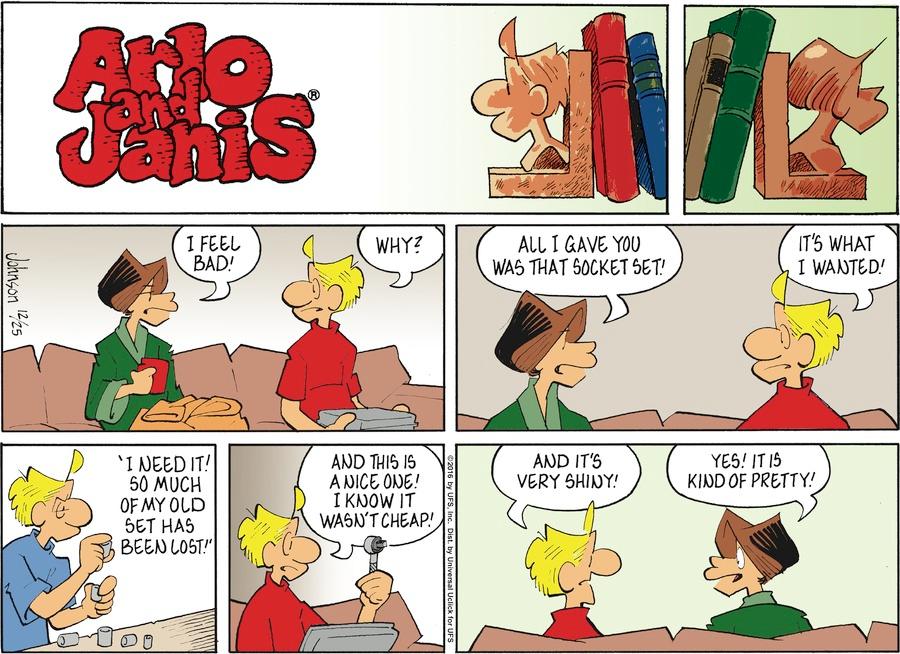 Arlo
and
Janis®
I FEEL
BAD!
WHY?
Johnson 12/25
ALL I GAVE YOU
WAS THAT SOCKET SET!
IT'S WHAT
I WANTED!
"I NEED IT!
SO MUCH
OF MY OLD
SET HAS
BEEN LOST!"
AND THIS IS
A NICE ONE!
I KNOW IT
WASN'T CHEAP!
©2016 by UFS, Inc. Dist. by Universal Uclick for UFS
AND IT'S
VERY SHINY!
YES! IT IS
KIND OF PRETTY!